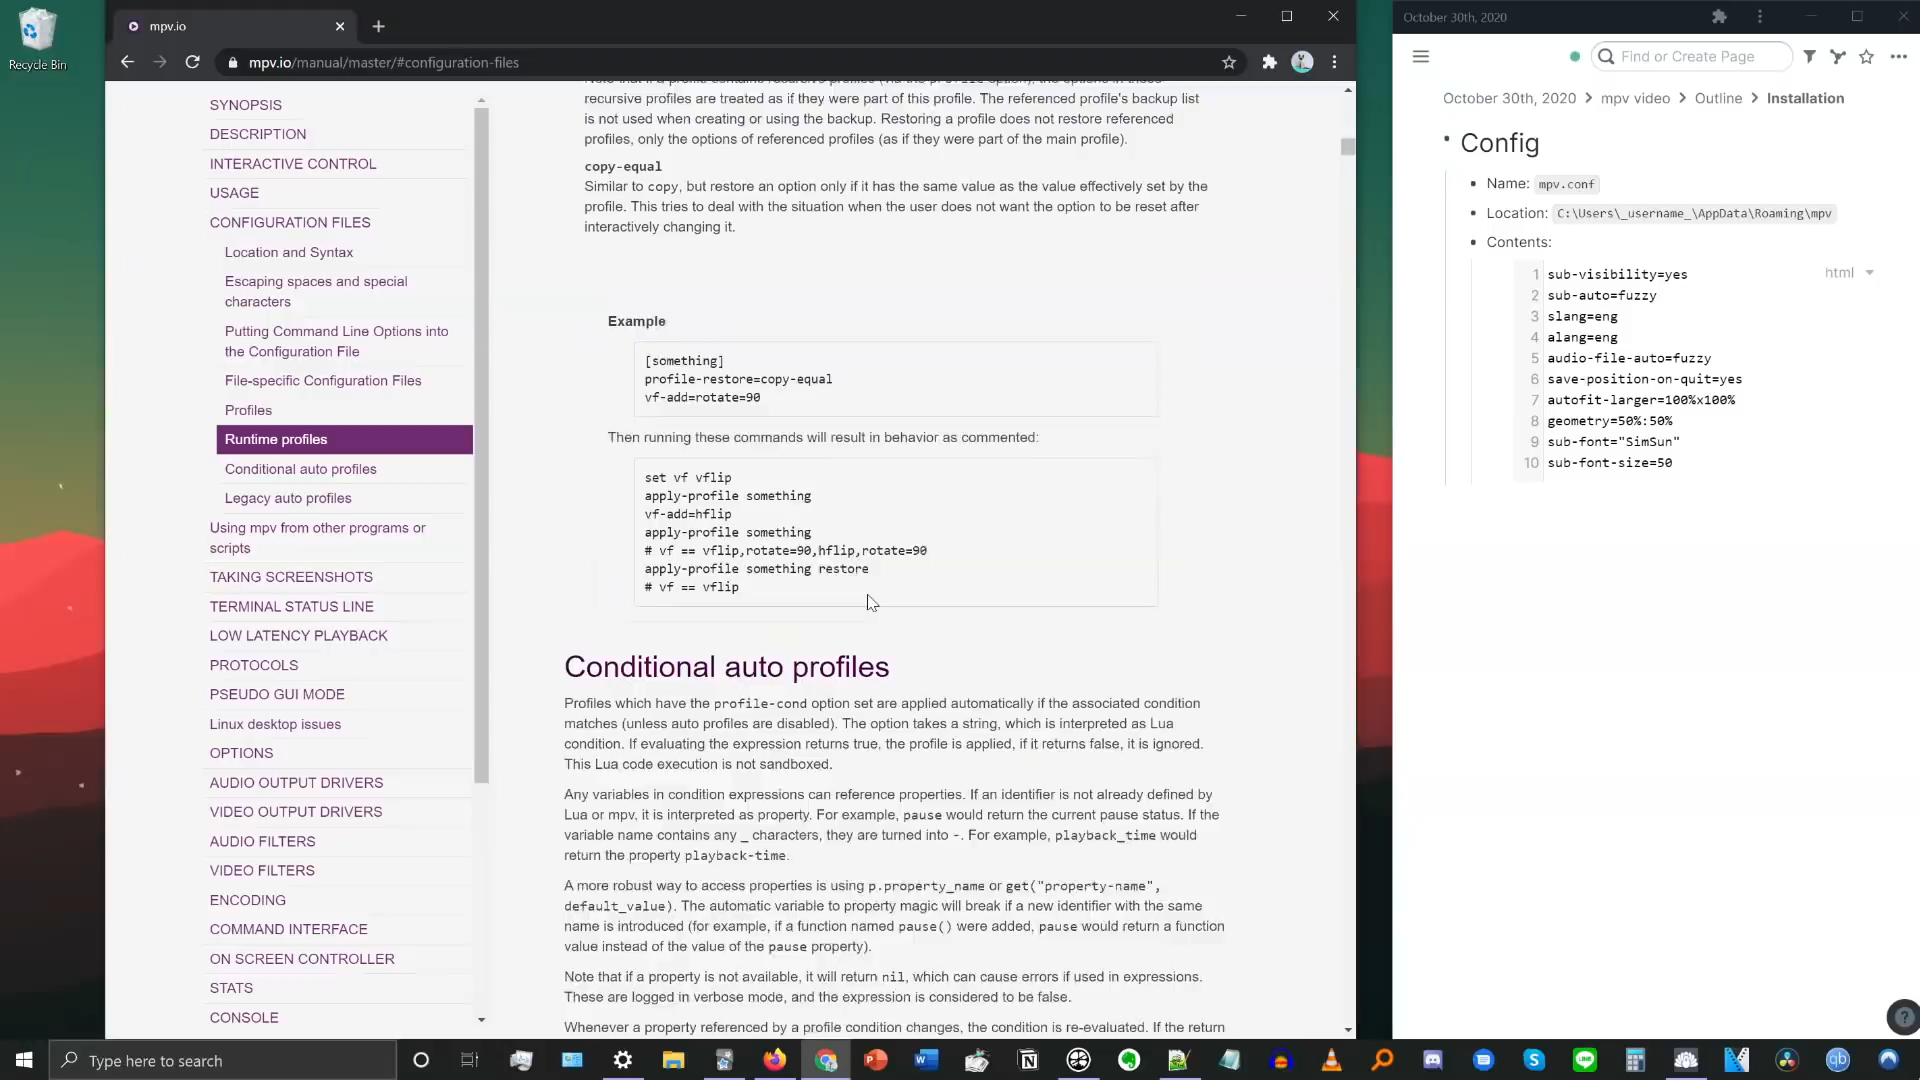 Recycle Bin
mpv.io
mpv.io/manual/master/#configuration-files
SYNOPSIS
DESCRIPTION
INTERACTIVE CONTROL
USAGE
CONFIGURATION FILES
Location and Syntax
Escaping spaces and special
characters
Putting Command Line Options into
the Configuration File
File-specific Configuration Files
Profiles
Runtime profiles
Conditional auto profiles
Legacy auto profiles
Using mpv from other programs or
scripts
TAKING SCREENSHOTS
TERMINAL STATUS LINE
LOW LATENCY PLAYBACK
PROTOCOLS
PSEUDO GUI MODE
Linux desktop issues
OPTIONS
AUDIO OUTPUT DRIVERS
VIDEO OUTPUT DRIVERS
AUDIO FILTERS
VIDEO FILTERS
ENCODING
COMMAND INTERFACE
ON SCREEN CONTROLLER
STATS
CONSOLE
recursive profiles are treated as if they were part of this profile. The referenced profile's backup list
is not used when creating or using the backup. Restoring a profile does not restore referenced
profiles, only the options of referenced profiles (as if they were part of the main profile).
copy-equal
Similar to copy, but restore an option only if it has the same value as the value effectively set by the
profile. This tries to deal with the situation when the user does not want the option to be reset after
interactively changing it.
Example
[something]
profile-restore=copy-equal
vf-add=rotate=90
Then running these commands will result in behavior as commented:
set vf vflip
apply-profile something
vf-add=hflip
apply-profile something
# vf == vflip,rotate=90,hflip,rotate=90
apply-profile something restore
# vf == vflip
Conditional auto profiles
Profiles which have the profile-cond option set are applied automatically if the associated condition
matches (unless auto profiles are disabled). The option takes a string, which is interpreted as Lua
condition. If evaluating the expression returns true, the profile is applied, if it returns false, it is ignored.
This Lua code execution is not sandboxed.
Any variables in condition expressions can reference properties. If an identifier is not already defined by
Lua or mpv, it is interpreted as property. For example, pause would return the current pause status. If the
variable name contains any _ characters, they are turned into -. For example, playback_time would
return the property playback-time.
A more robust way to access properties is using p.property_name or get("property-name",
default_value). The automatic variable to property magic will break if a new identifier with the same
name is introduced (for example, if a function named pause() were added, pause would return a function
value instead of the value of the pause property).
Note that if a property is not available, it will return nil, which can cause errors if used in expressions.
These are logged in verbose mode, and the expression is considered to be false.
Whenever a property referenced by a profile condition changes, the condition is re-evaluated. If the return
October 30th, 2020
Find or Create Page
October 30th, 2020 > mpv video > Outline > Installation
Config
Name: mpv.conf
Location: C:\Users\_username_\AppData\Roaming\mpv
Contents:
html
1 sub-visibility=yes
2 sub-auto=fuzzy
3 slang=eng
4 alang=eng
5 audio-file-auto=fuzzy
6 save-position-on-quit=yes
7 autofit-larger=100%x100%
8 geometry=50%:50%
9 sub-font="SimSun"
10 sub-font-size=50
Type here to search